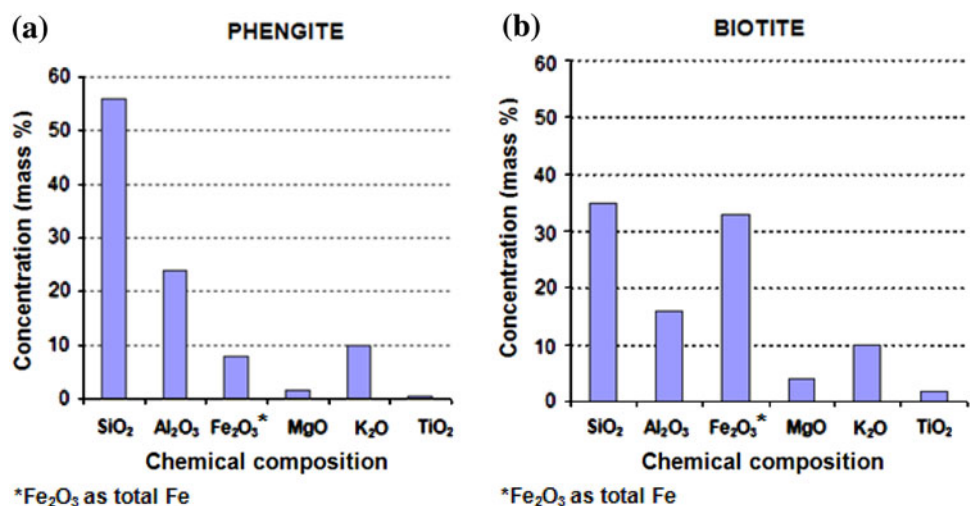 (a)
PHENGITE
Concentration (mass %)
60
50
40
30
20
10
0
SiO₂ Al₂O₃ Fe₂O₃* MgO K₂O TiO₂
Chemical composition
*Fe₂O₃ as total Fe
(b)
BIOTITE
Concentration (mass %)
60
50
40
30
20
10
0
SiO₂ Al₂O₃ Fe₂O₃* MgO K₂O TiO₂
Chemical composition
*Fe₂O₃ as total Fe